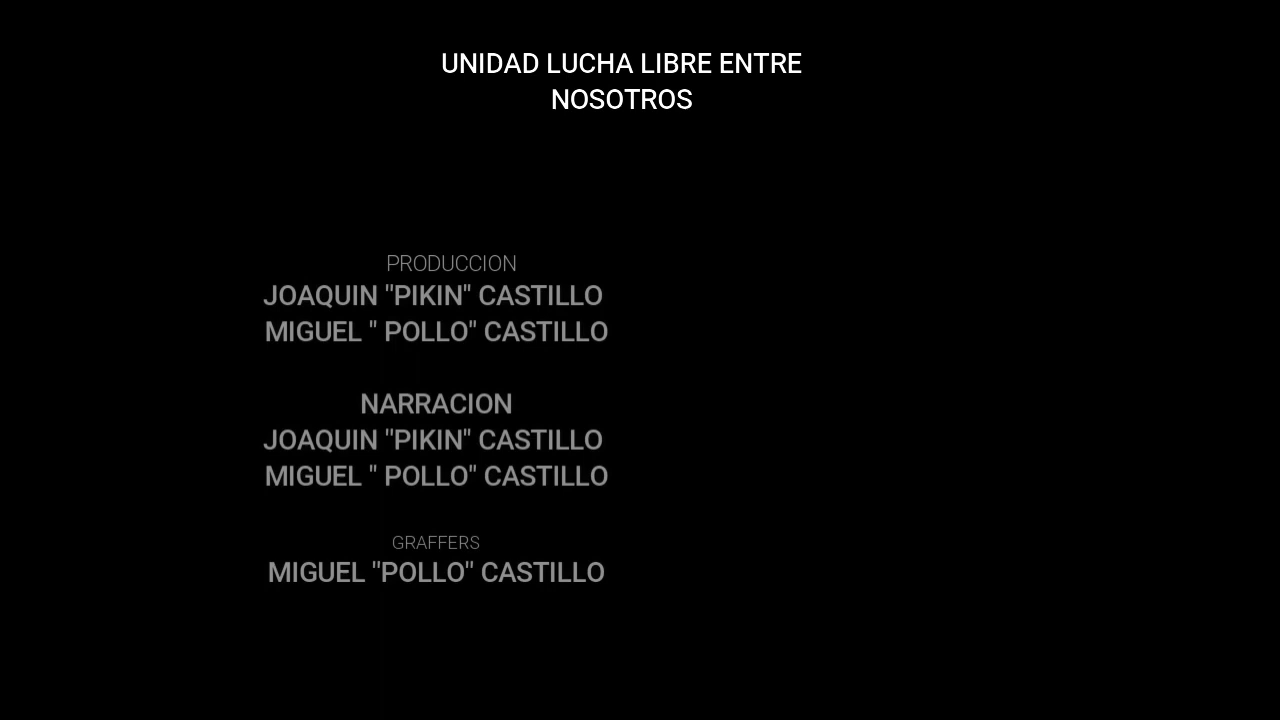 UNIDAD LUCHA LIBRE ENTRE
NOSOTROS
PRODUCCION
JOAQUIN "PIKIN" CASTILLO
MIGUEL " POLLO" CASTILLO
NARRACION
JOAQUIN "PIKIN" CASTILLO
MIGUEL " POLLO" CASTILLO
GRAFFERS
MIGUEL "POLLO" CASTILLO